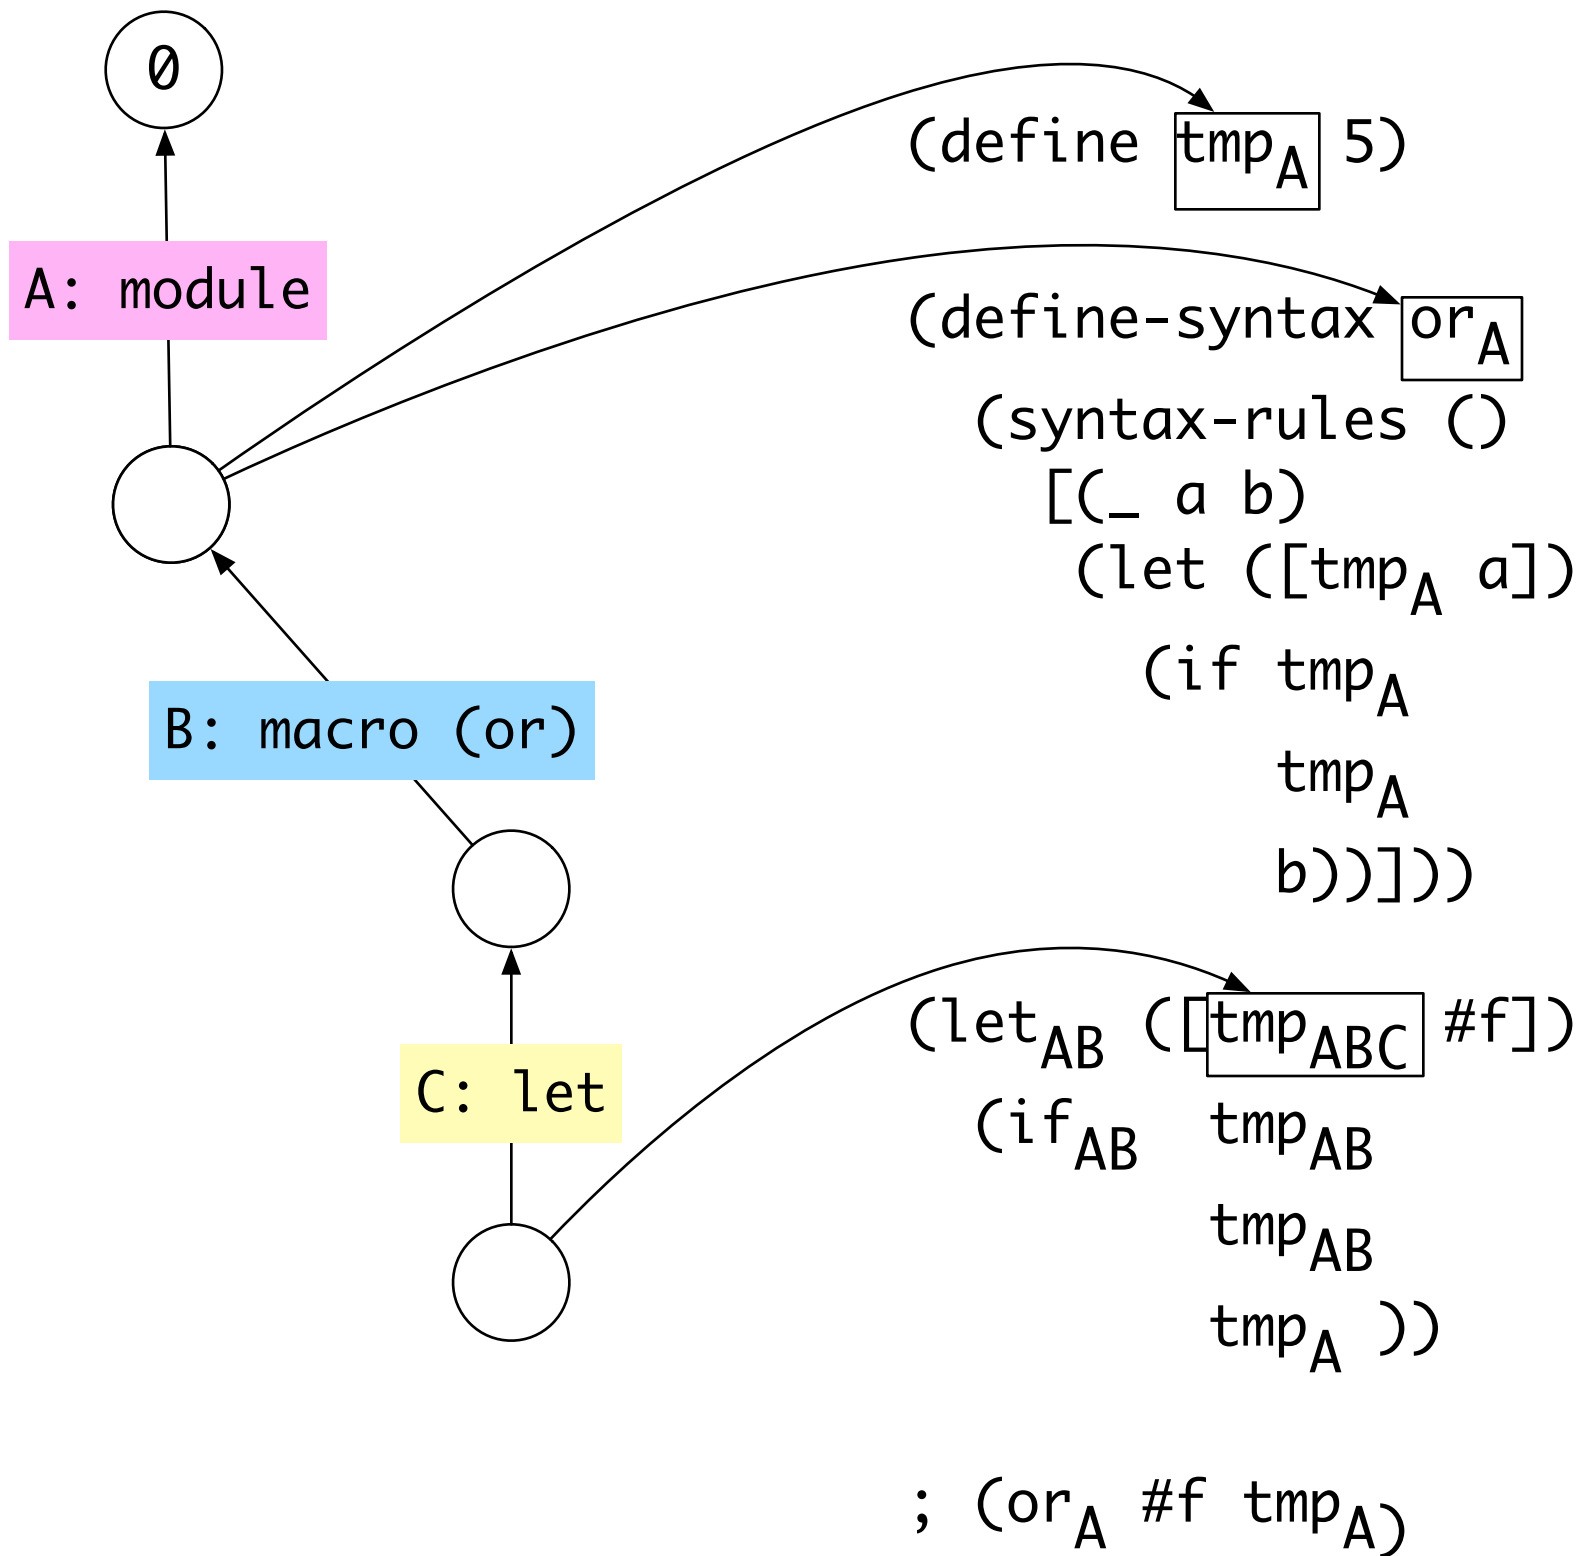 0
A: module
B: macro (or)
C: let
(define tmpA 5)
(define-syntax orA
(syntax-rules ()
[(_ a b)
(let ([tmpA a])
(if tmpA
tmpA
b))]))
(letAB ([tmpABC #f])
(ifAB tmpAB
tmpAB
tmpA ))
; (orA #f tmpA)